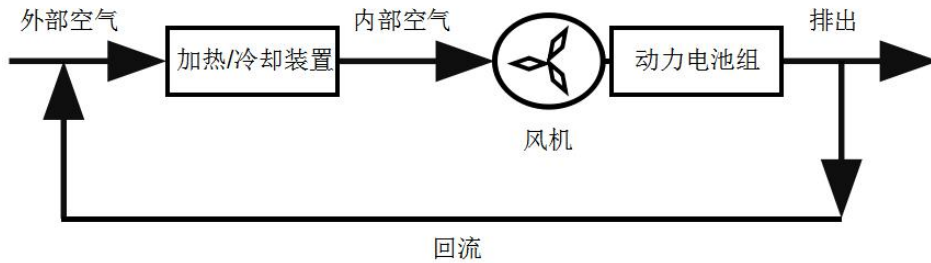 外部空气
内部空气
排出
加热/冷却装置
动力电池组
风机
回流